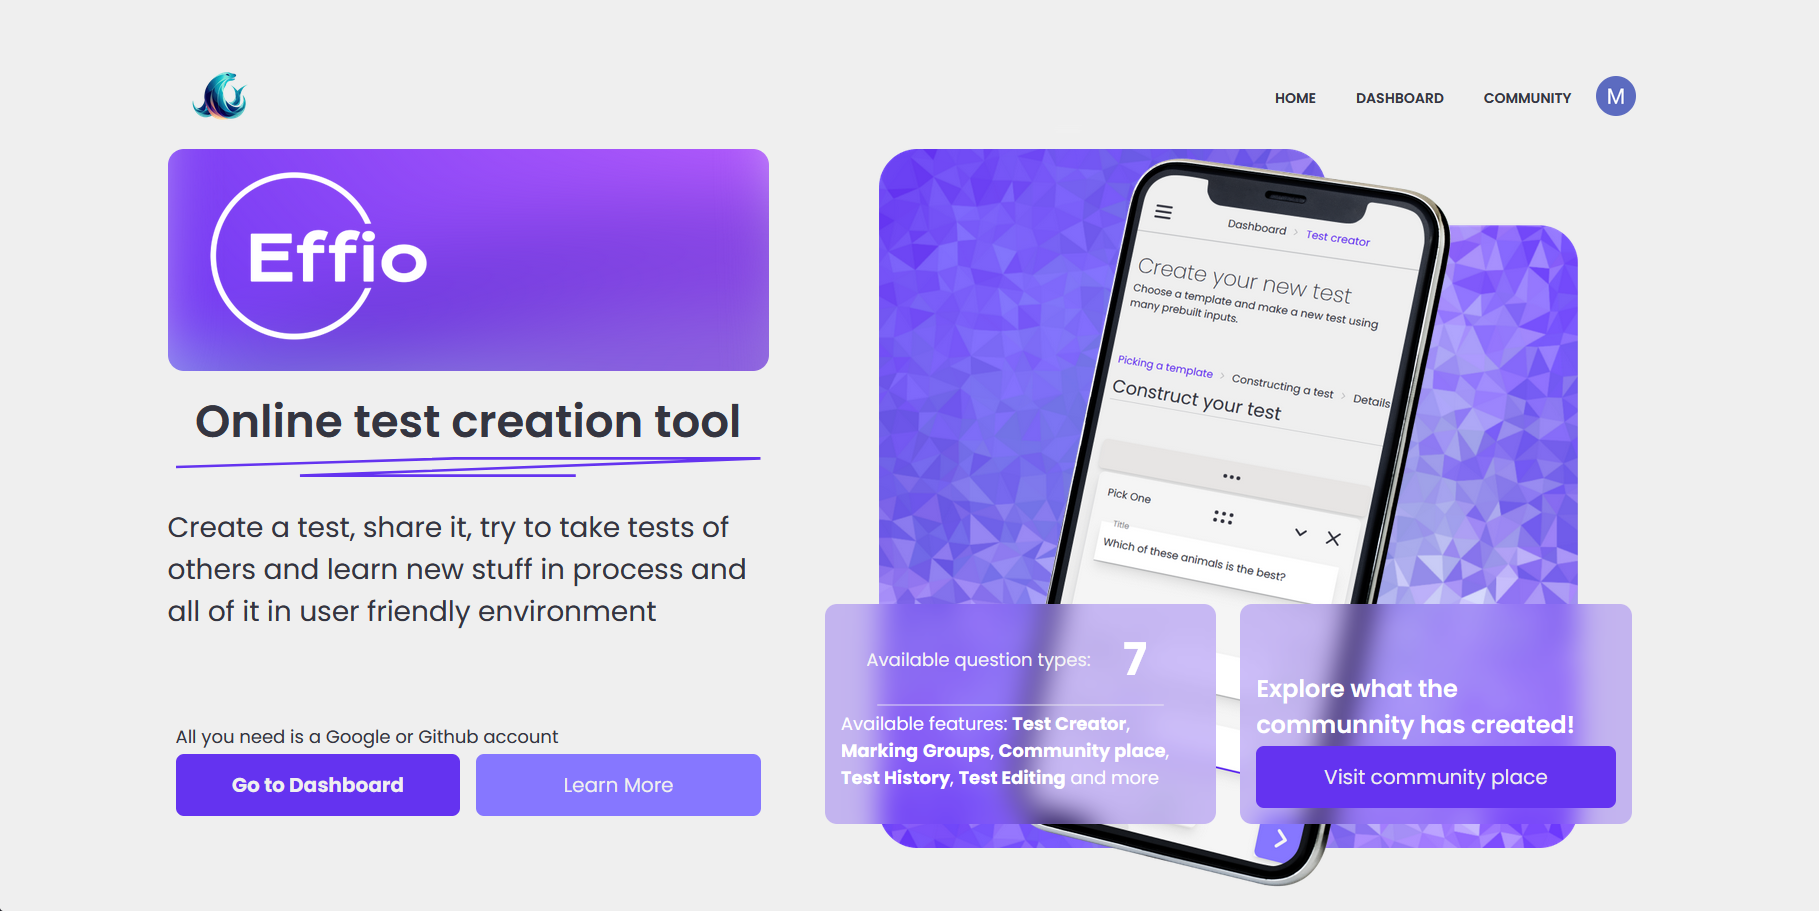 HOME DASHBOARD COMMUNITY M
Effio
Online test creation tool
Create a test, share it, try to take tests of
others and learn new stuff in process and
all of it in user friendly environment
All you need is a Google or Github account
Go to Dashboard
Learn More
Dashboard > Test creator
Create your new test
Choose a template and make a new test using
many prebuilt inputs.
Picking a template > Constructing a test > Details
Construct your test
Pick One
Title
Which of these animals is the best?
Available question types: 7
Available features: Test Creator,
Marking Groups, Community place,
Test History, Test Editing and more
Explore what the
communnity has created!
Visit community place